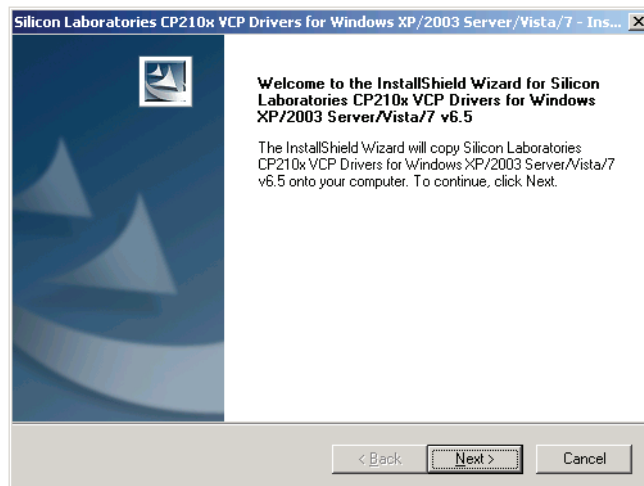 Silicon Laboratories CP210x VCP Drivers for Windows XP/2003 Server/Vista/7 - Ins...
Welcome to the InstallShield Wizard for Silicon
Laboratories CP210x VCP Drivers for Windows
XP/2003 Server/Vista/7 v6.5
The InstallShield Wizard will copy Silicon Laboratories
CP210x VCP Drivers for Windows XP/2003 Server/Vista/7
v6.5 onto your computer. To continue, click Next.
< Back
Next >
Cancel